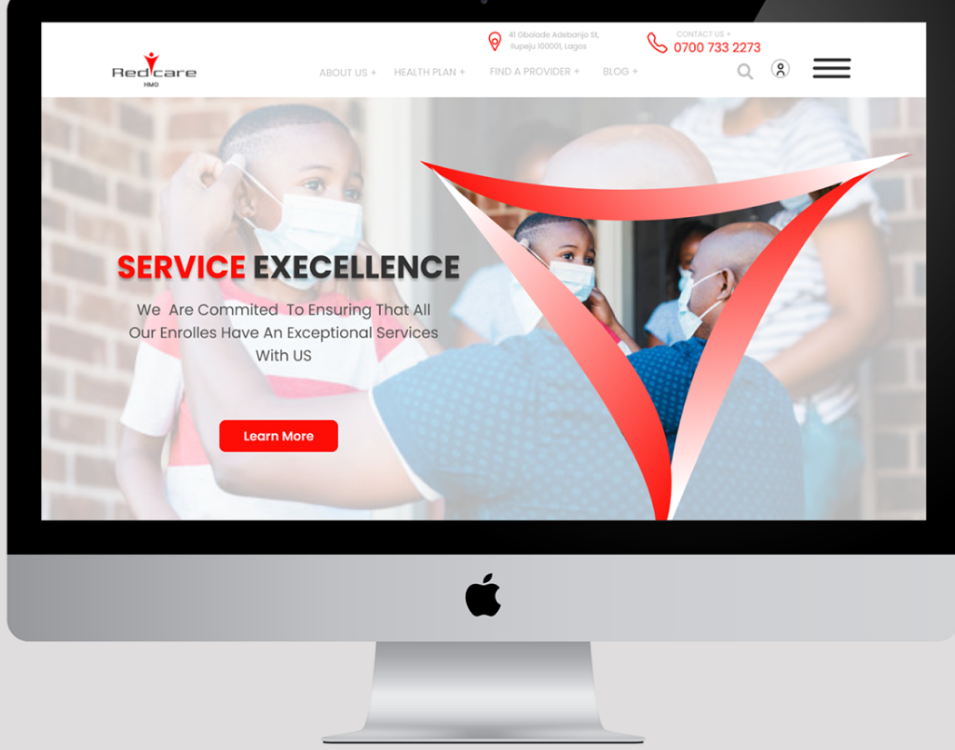 41 Gbolade Adebanjo St,
Ilupeju 100001, Lagos
CONTACT US +
0700 733 2273
Redcare
HMO
ABOUT US + HEALTH PLAN + FIND A PROVIDER + BLOG +
SERVICE EXECELLENCE
We Are Commited To Ensuring That All
Our Enrolles Have An Exceptional Services
With US
Learn More